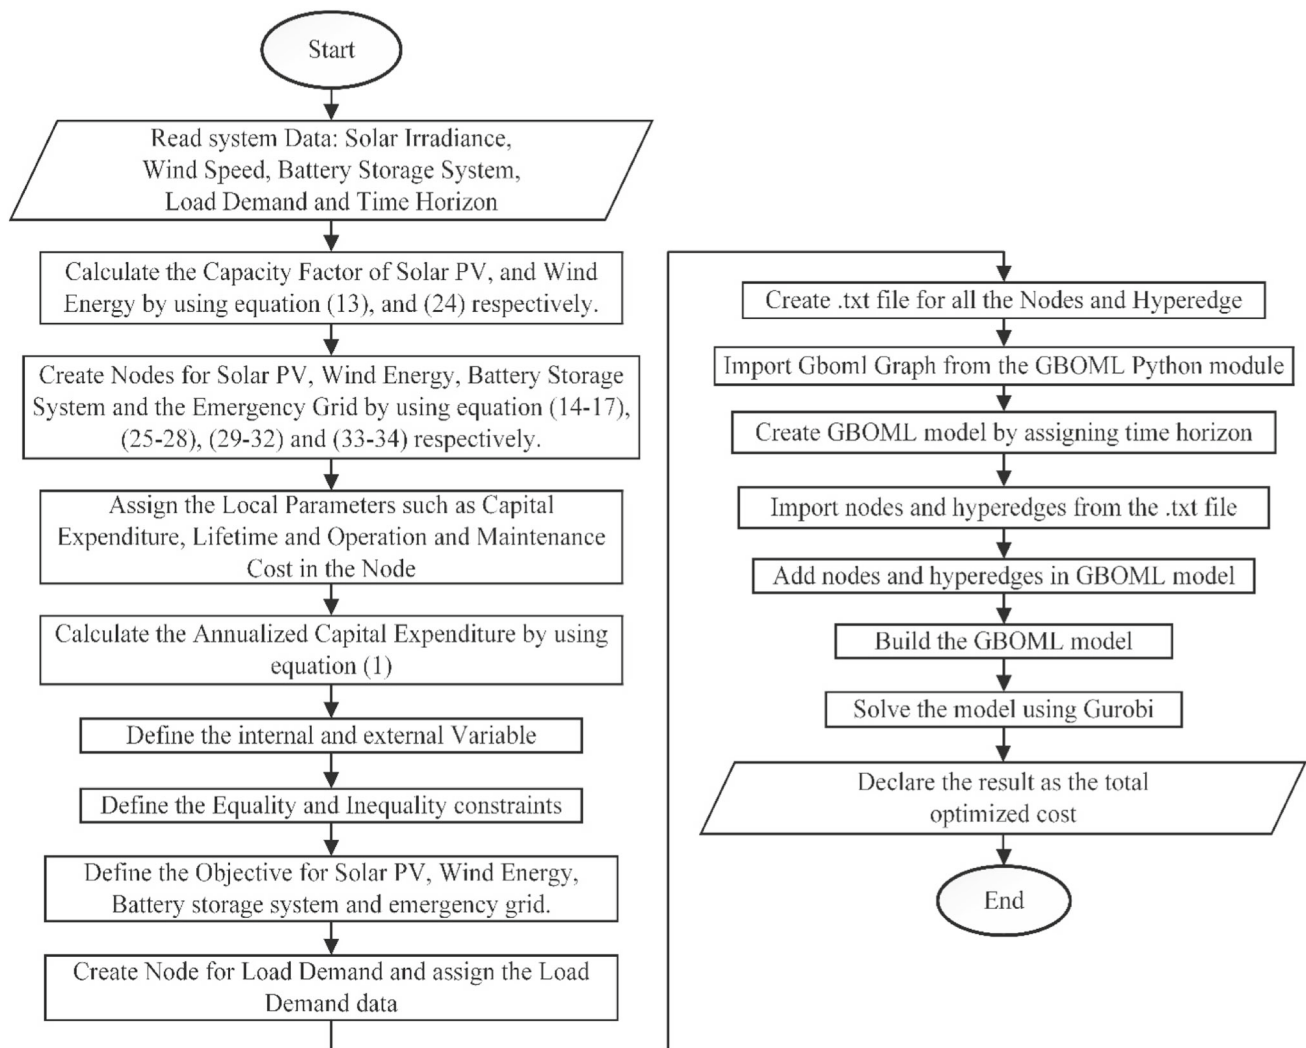 Start
Read system Data: Solar Irradiance,
Wind Speed, Battery Storage System,
Load Demand and Time Horizon
Calculate the Capacity Factor of Solar PV, and Wind
Energy by using equation (13), and (24) respectively.
Create Nodes for Solar PV, Wind Energy, Battery Storage
System and the Emergency Grid by using equation (14-17),
(25-28), (29-32) and (33-34) respectively.
Assign the Local Parameters such as Capital
Expenditure, Lifetime and Operation and Maintenance
Cost in the Node
Calculate the Annualized Capital Expenditure by using
equation (1)
Define the internal and external Variable
Define the Equality and Inequality constraints
Define the Objective for Solar PV, Wind Energy,
Battery storage system and emergency grid.
Create Node for Load Demand and assign the Load
Demand data
Create .txt file for all the Nodes and Hyperedge
Import Gboml Graph from the GBOML Python module
Create GBOML model by assigning time horizon
Import nodes and hyperedges from the .txt file
Add nodes and hyperedges in GBOML model
Build the GBOML model
Solve the model using Gurobi
Declare the result as the total
optimized cost
End